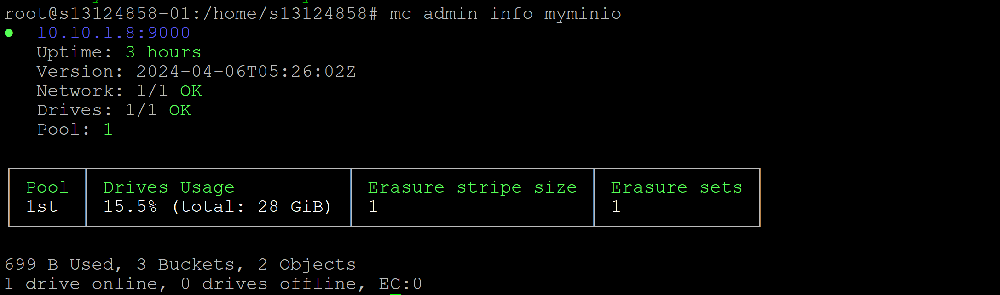 root@s13124858-01:/home/s13124858# mc admin info myminio
● 10.10.1.8:9000
Uptime: 3 hours
Version: 2024-04-06T05:26:02Z
Network: 1/1 OK
Drives: 1/1 OK
Pool: 1
Pool Drives Usage Erasure stripe size Erasure sets
1st 15.5% (total: 28 GiB) 1 1
699 B Used, 3 Buckets, 2 Objects
1 drive online, 0 drives offline, EC:0